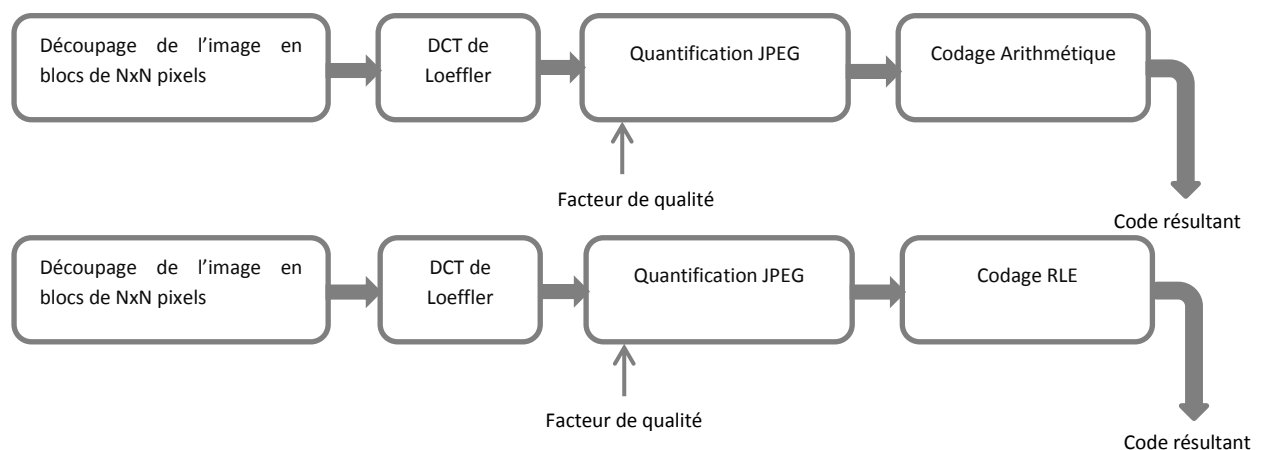 Découpage de l'image en
blocs de NxN pixels
DCT de
Loeffler
Quantification JPEG
Codage Arithmétique
Facteur de qualité
Code résultant
Découpage de l'image en
blocs de NxN pixels
DCT de
Loeffler
Quantification JPEG
Codage RLE
Facteur de qualité
Code résultant